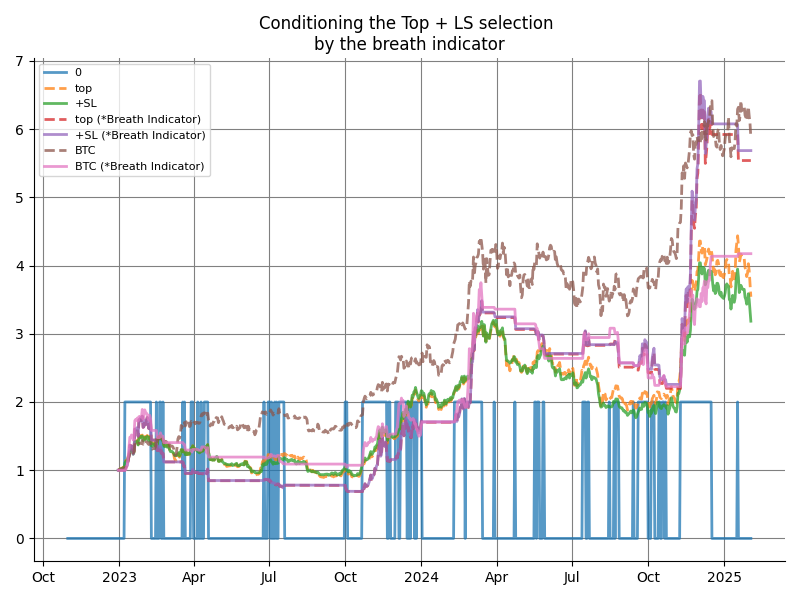 Conditioning the Top + LS selection
by the breath indicator
7
6
5
4
3
2
1
0
0
top
+SL
top (*Breath Indicator)
+SL (*Breath Indicator)
BTC
BTC (*Breath Indicator)
Oct
2023
Apr
Jul
Oct
2024
Apr
Jul
Oct
2025